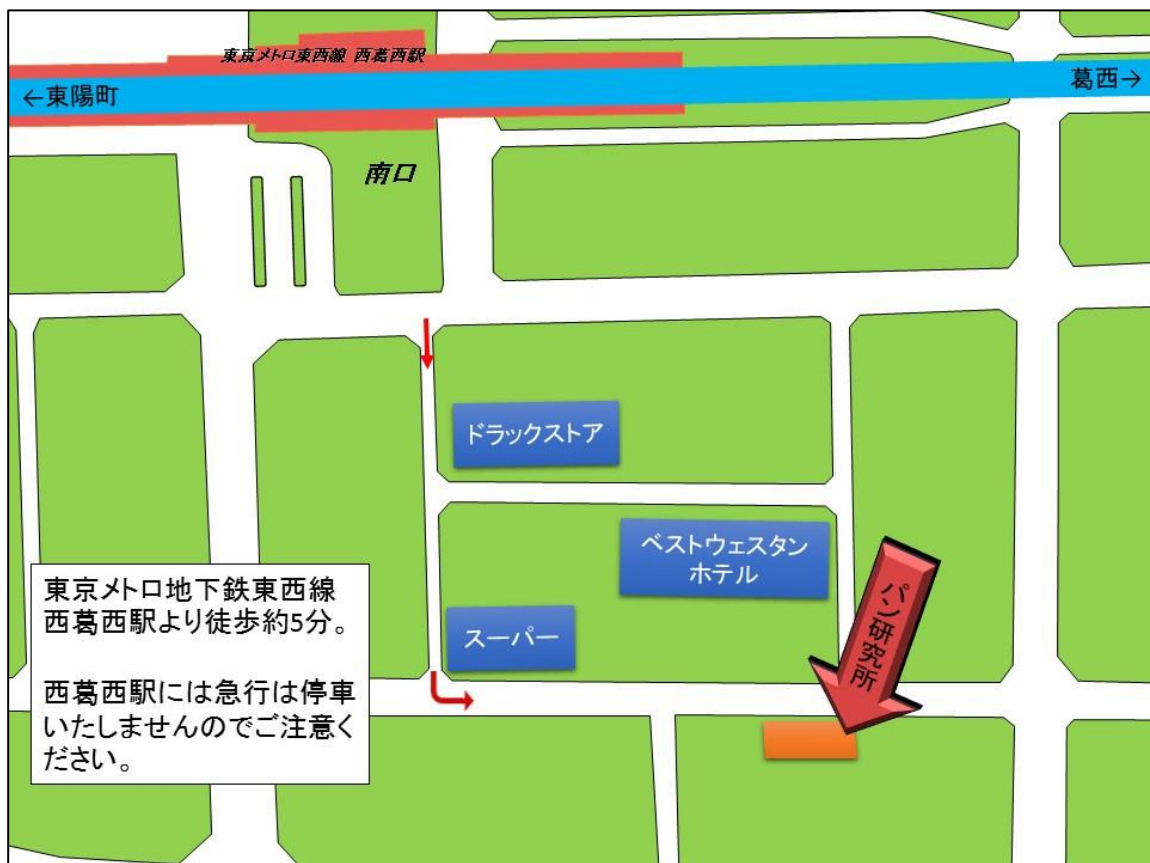 東京メトロ東西線 西葛西駅
←東陽町
葛西→
南口
ドラックストア
ベストウェスタン
ホテル
スーパー
パン研究所
東京メトロ地下鉄東西線
西葛西駅より徒歩約5分。
西葛西駅には急行は停車
いたしませんのでご注意く
ださい。